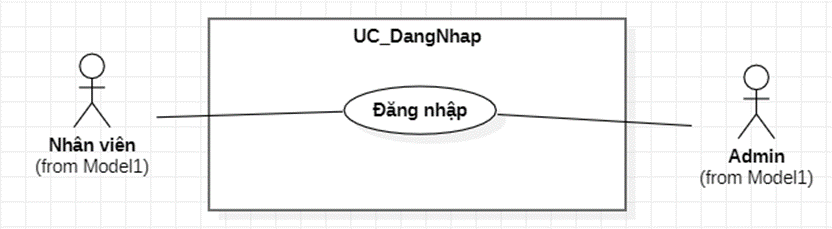 UC_DangNhap
Đăng nhập
Nhân viên
(from Model1)
Admin
(from Model1)